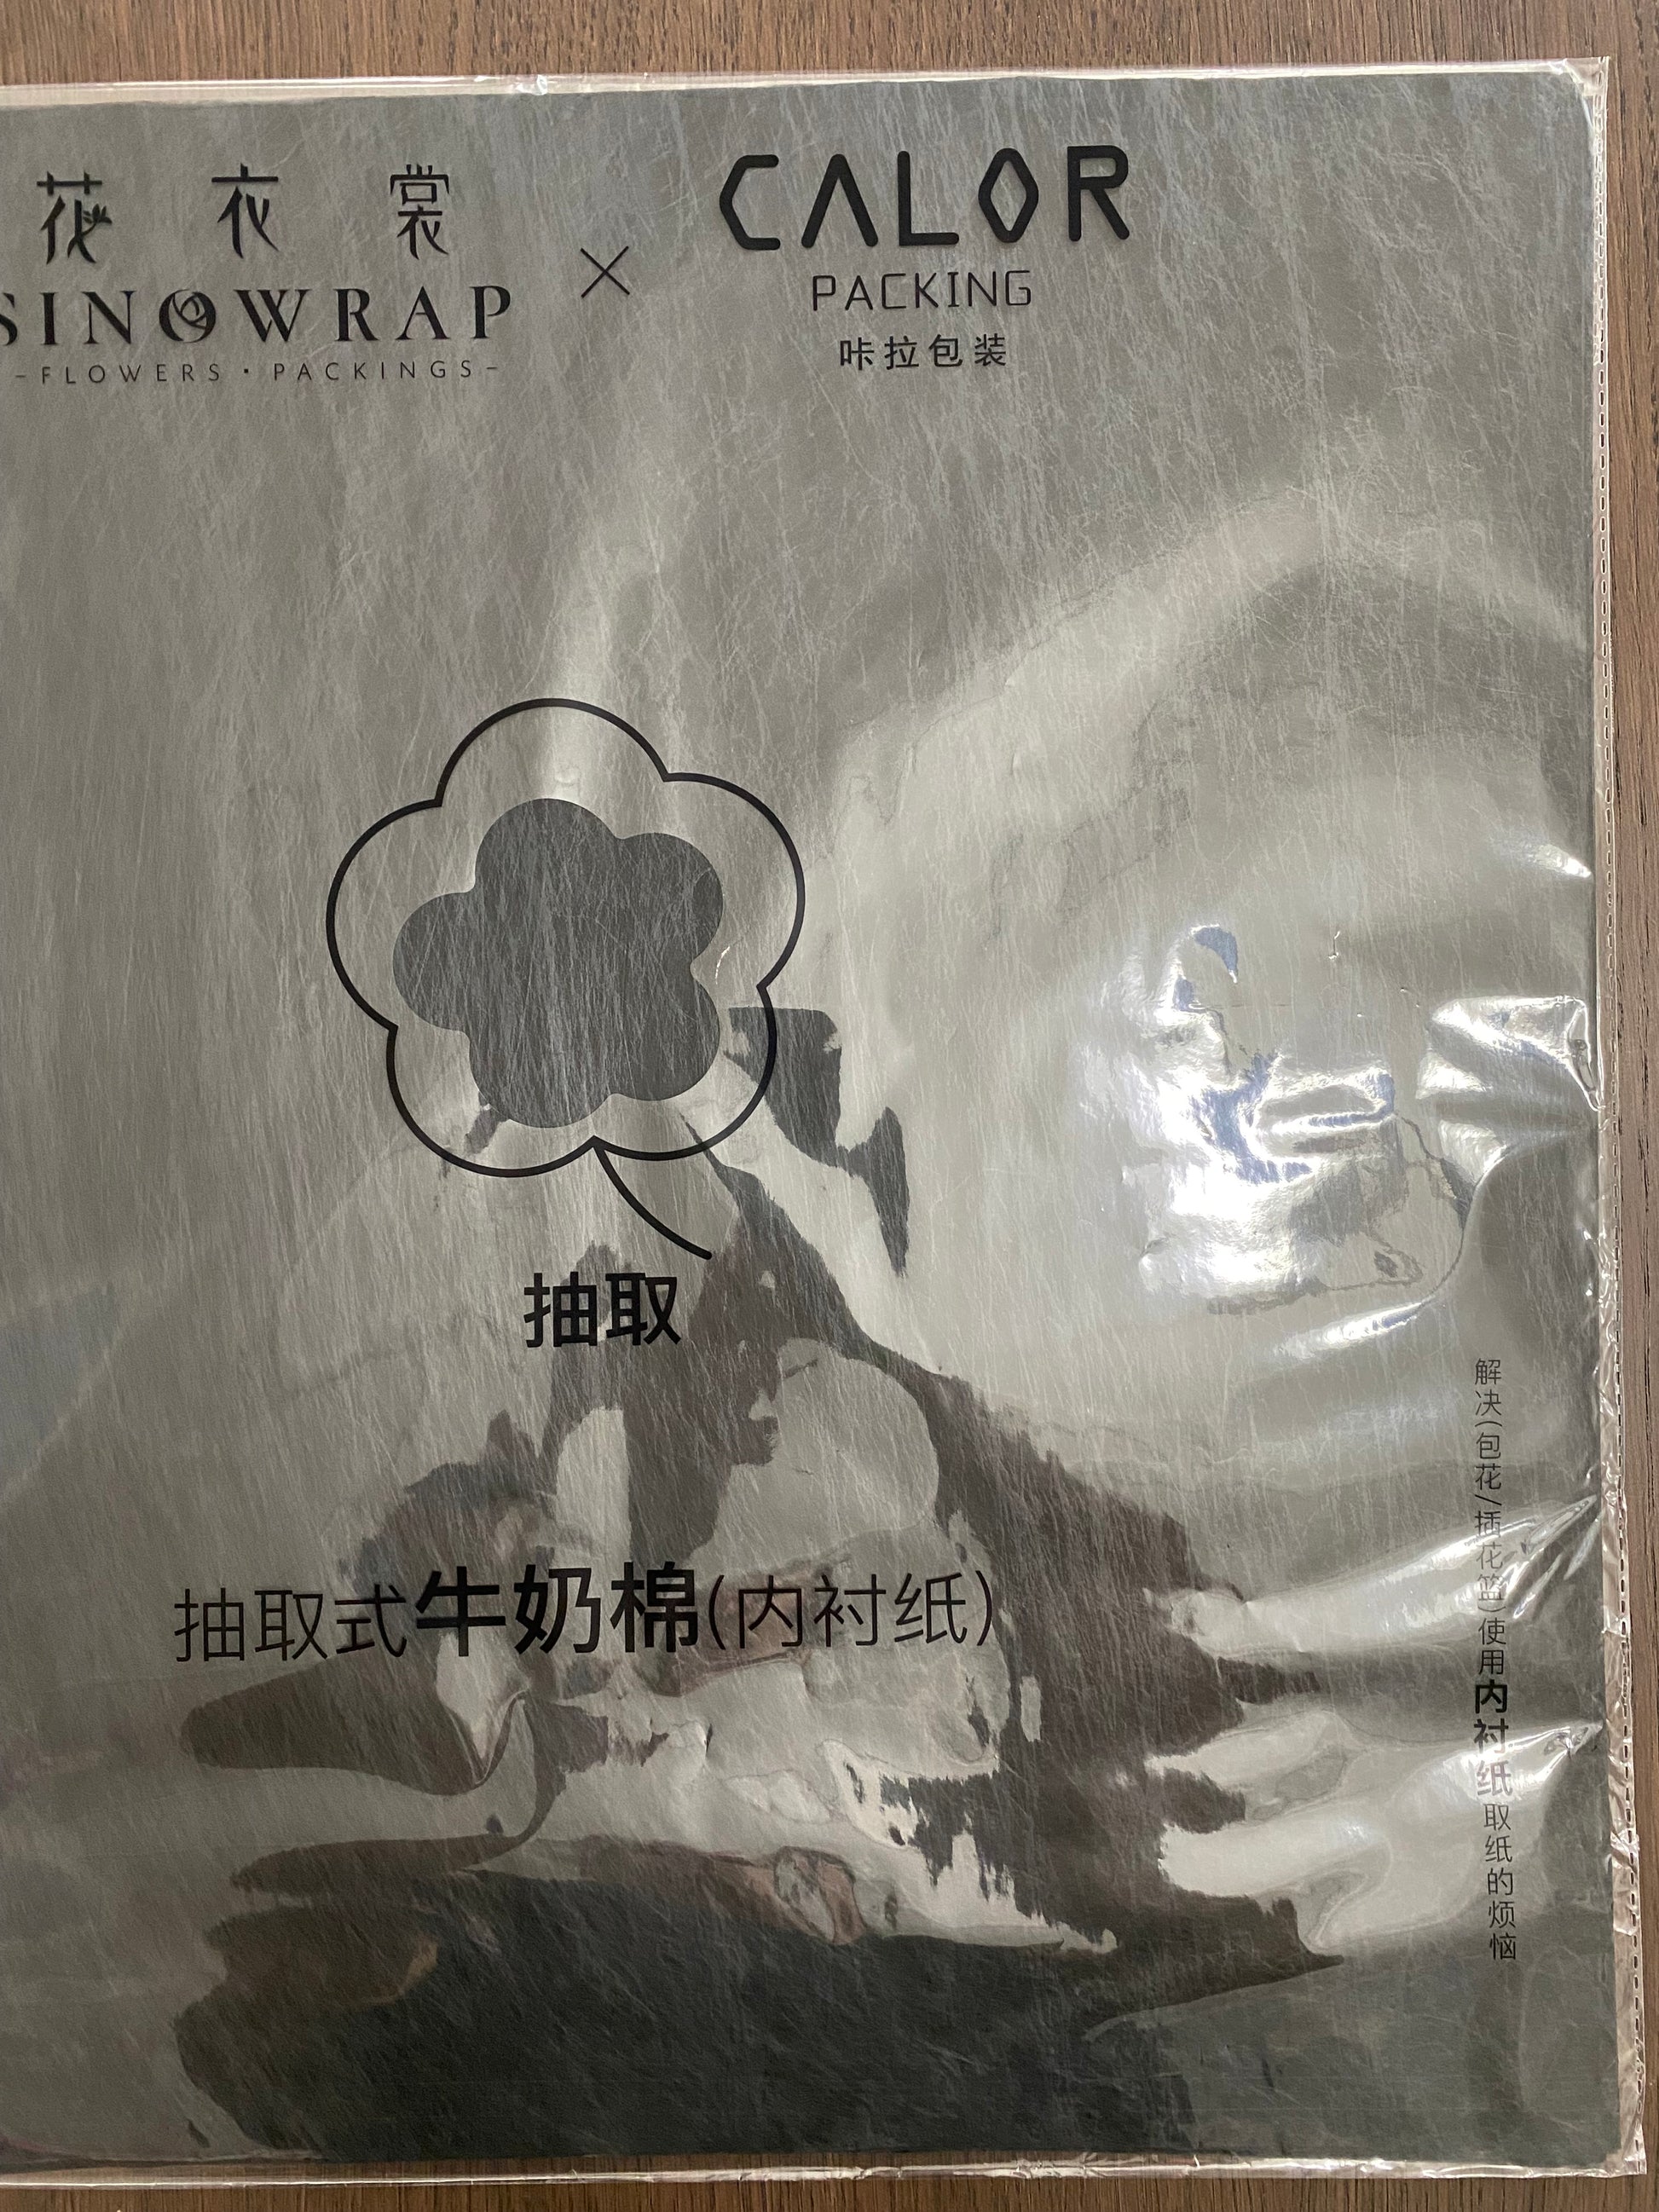 花衣裳
SINOWRAP
-FLOWERS·PACKINGS-
×
CALOR
PACKING
咔拉包装
抽取
抽取式牛奶棉(内衬纸)
解决(包花/插花篮)使用内衬纸取纸的烦恼